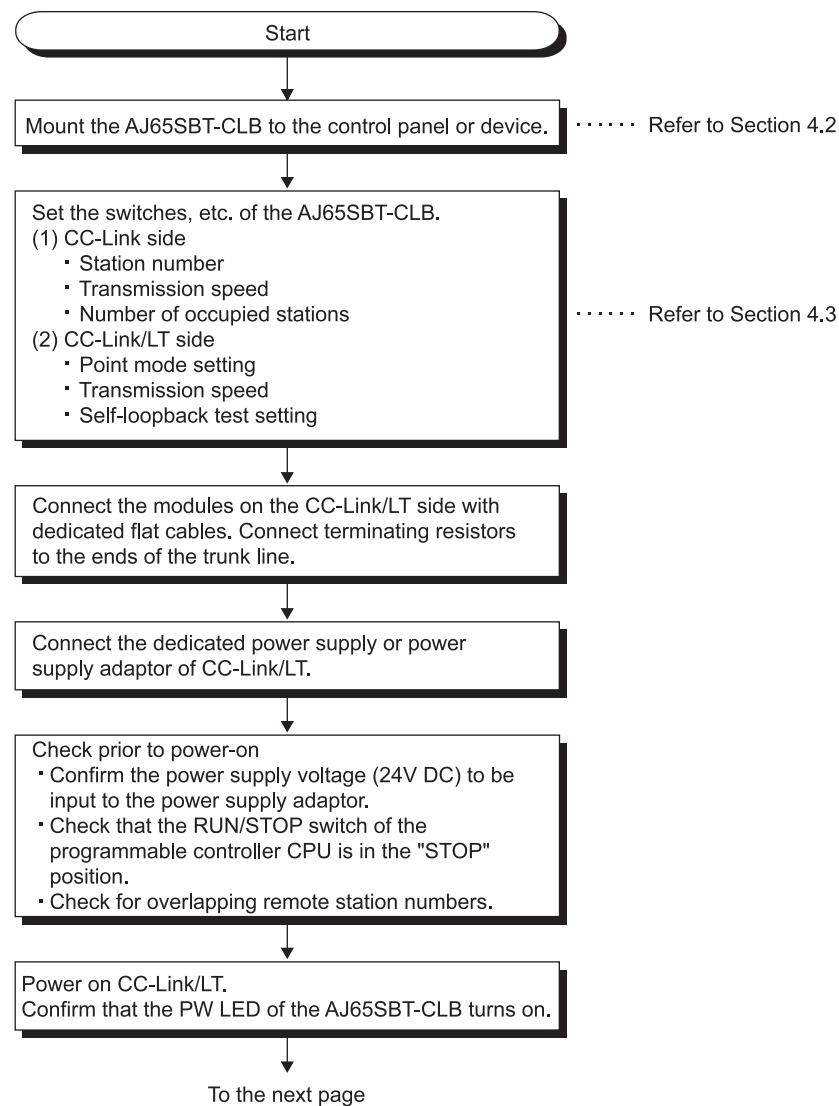 Start
Mount the AJ65SBT-CLB to the control panel or device.
······ Refer to Section 4.2
Set the switches, etc. of the AJ65SBT-CLB.
(1) CC-Link side
・Station number
・Transmission speed
・Number of occupied stations
(2) CC-Link/LT side
・Point mode setting
・Transmission speed
・Self-loopback test setting
······ Refer to Section 4.3
Connect the modules on the CC-Link/LT side with
dedicated flat cables. Connect terminating resistors
to the ends of the trunk line.
Connect the dedicated power supply or power
supply adaptor of CC-Link/LT.
Check prior to power-on
・Confirm the power supply voltage (24V DC) to be
input to the power supply adaptor.
・Check that the RUN/STOP switch of the
programmable controller CPU is in the "STOP"
position.
・Check for overlapping remote station numbers.
Power on CC-Link/LT.
Confirm that the PW LED of the AJ65SBT-CLB turns on.
To the next page